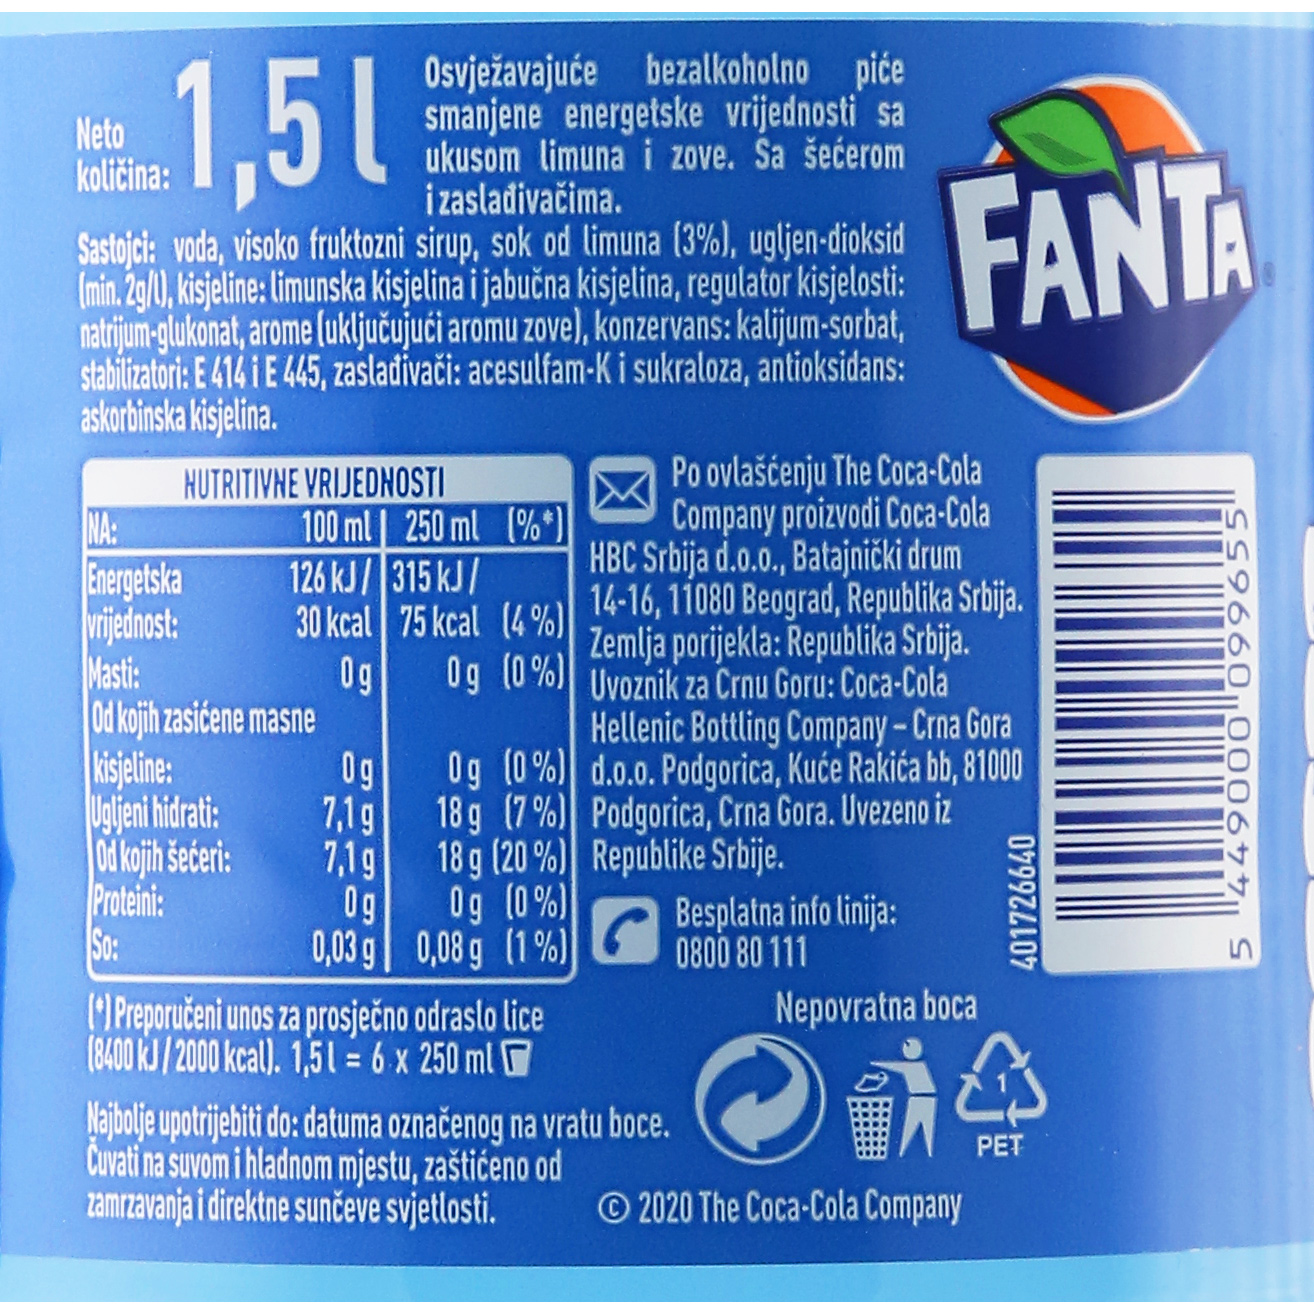 Neto
količina:
1,5 l
Osvježavajuće bezalkoholno piće
smanjene energetske vrijednosti sa
ukusom limuna i zove. Sa šećerom
i zaslađivačima.
FANTA
®
Sastojci: voda, visoko fruktozni sirup, sok od limuna (3%), ugljen-dioksid
(min. 2g/l), kisjeline: limunska kisjelina i jabučna kisjelina, regulator kisjelosti:
natrijum-glukonat, arome (uključujući aromu zove), konzervans: kalijum-sorbat,
stabilizatori: E 414 i E 445, zaslađivači: acesulfam-K i sukraloza, antioksidans:
askorbinska kisjelina.
NUTRITIVNE VRIJEDNOSTI
NA: 100 ml 250 ml (%*)
Energetska 126 kJ / 315 kJ /
vrijednost: 30 kcal 75 kcal (4 %)
Masti: 0 g 0 g (0 %)
Od kojih zasićene masne
kisjeline: 0 g 0 g (0 %)
Ugljeni hidrati: 7,1 g 18 g (7 %)
Od kojih šećeri: 7,1 g 18 g (20 %)
Proteini: 0 g 0 g (0 %)
So: 0,03 g 0,08 g (1 %)
(*) Preporučeni unos za prosječno odraslo lice
(8400 kJ / 2000 kcal). 1,5 l = 6 x 250 ml
Najbolje upotrijebiti do: datuma označenog na vratu boce.
Čuvati na suvom i hladnom mjestu, zaštićeno od
zamrzavanja i direktne sunčeve svjetlosti.
Po ovlašćenju The Coca-Cola
Company proizvodi Coca-Cola
HBC Srbija d.o.o., Batajnički drum
14-16, 11080 Beograd, Republika Srbija.
Zemlja porijekla: Republika Srbija.
Uvoznik za Crnu Goru: Coca-Cola
Hellenic Bottling Company – Crna Gora
d.o.o. Podgorica, Kuće Rakića bb, 81000
Podgorica, Crna Gora. Uvezeno iz
Republike Srbije.
Besplatna info linija:
0800 80 111
401726640
5 449000 099655
Nepovratna boca
1
PET
© 2020 The Coca-Cola Company